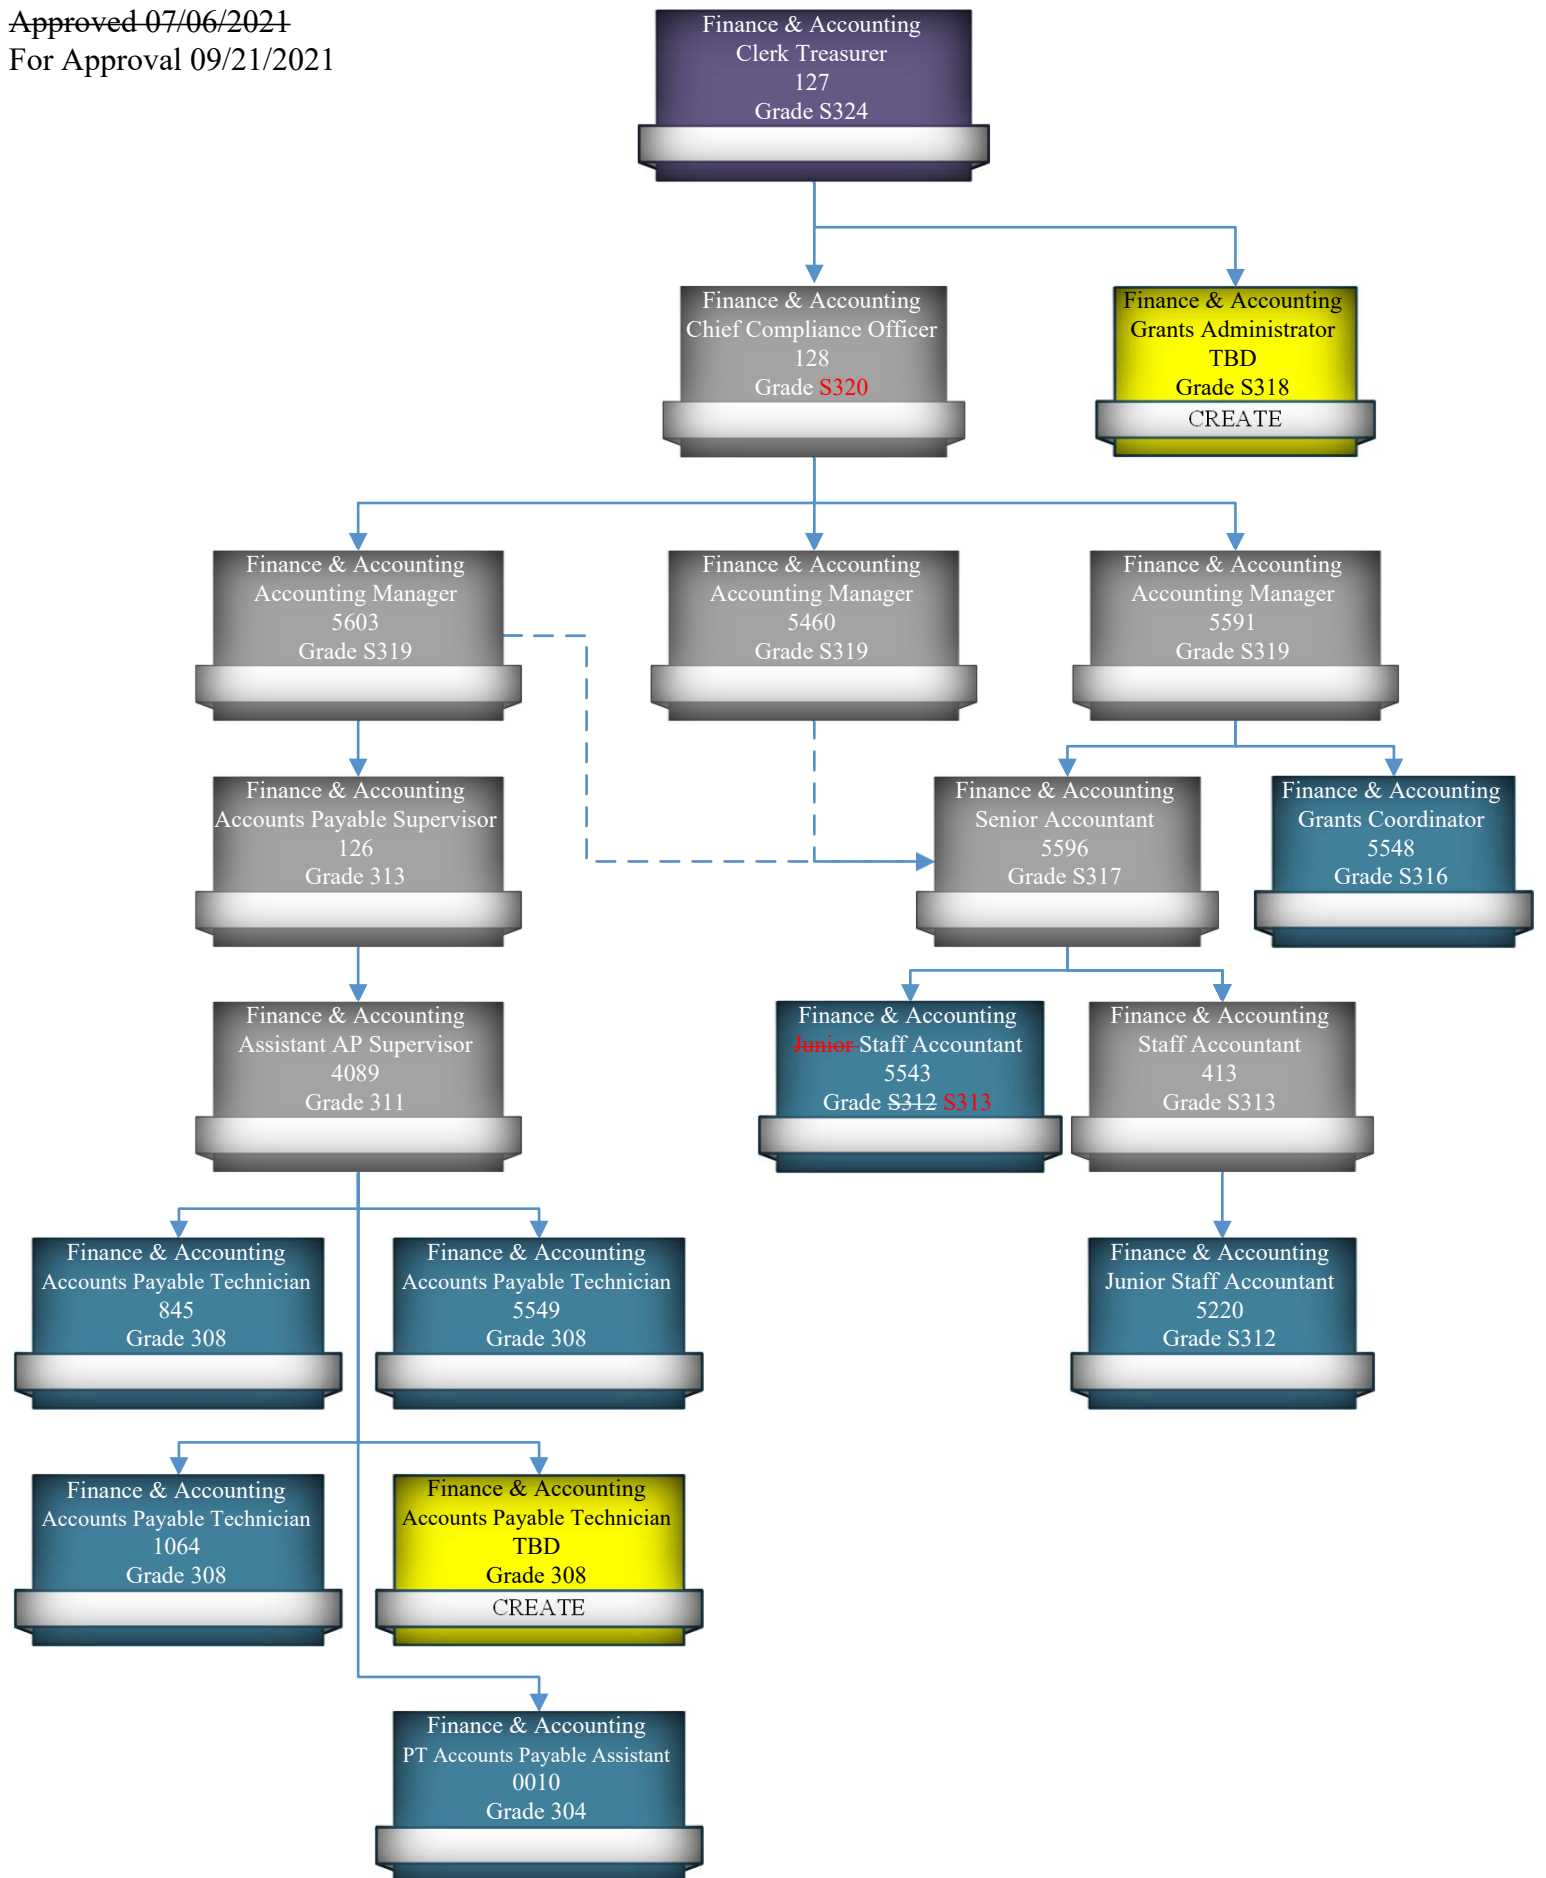 Approved 07/06/2021
For Approval 09/21/2021
Finance & Accounting
Clerk Treasurer
127
Grade S324
Finance & Accounting
Chief Compliance Officer
128
Grade S320
Finance & Accounting
Grants Administrator
TBD
Grade S318
CREATE
Finance & Accounting
Accounting Manager
5603
Grade S319
Finance & Accounting
Accounting Manager
5460
Grade S319
Finance & Accounting
Accounting Manager
5591
Grade S319
Finance & Accounting
Accounts Payable Supervisor
126
Grade 313
Finance & Accounting
Senior Accountant
5596
Grade S317
Finance & Accounting
Grants Coordinator
5548
Grade S316
Finance & Accounting
Assistant AP Supervisor
4089
Grade 311
Finance & Accounting
Junior Staff Accountant
5543
Grade S312 S313
Finance & Accounting
Staff Accountant
413
Grade S313
Finance & Accounting
Accounts Payable Technician
845
Grade 308
Finance & Accounting
Accounts Payable Technician
5549
Grade 308
Finance & Accounting
Junior Staff Accountant
5220
Grade S312
Finance & Accounting
Accounts Payable Technician
1064
Grade 308
Finance & Accounting
Accounts Payable Technician
TBD
Grade 308
CREATE
Finance & Accounting
PT Accounts Payable Assistant
0010
Grade 304